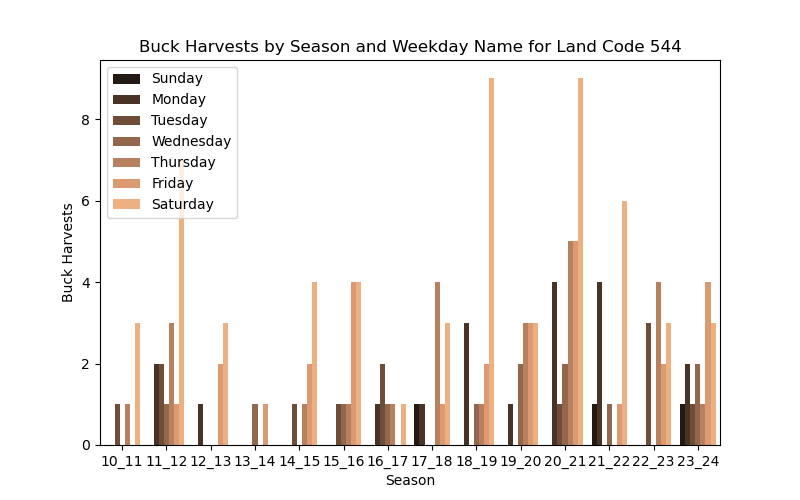 Buck Harvests by Season and Weekday Name for Land Code 544
Sunday
Monday
Tuesday
Wednesday
Thursday
Friday
Saturday
8
6
4
2
0
Buck Harvests
10_11 11_12 12_13 13_14 14_15 15_16 16_17 17_18 18_19 19_20 20_21 21_22 22_23 23_24
Season